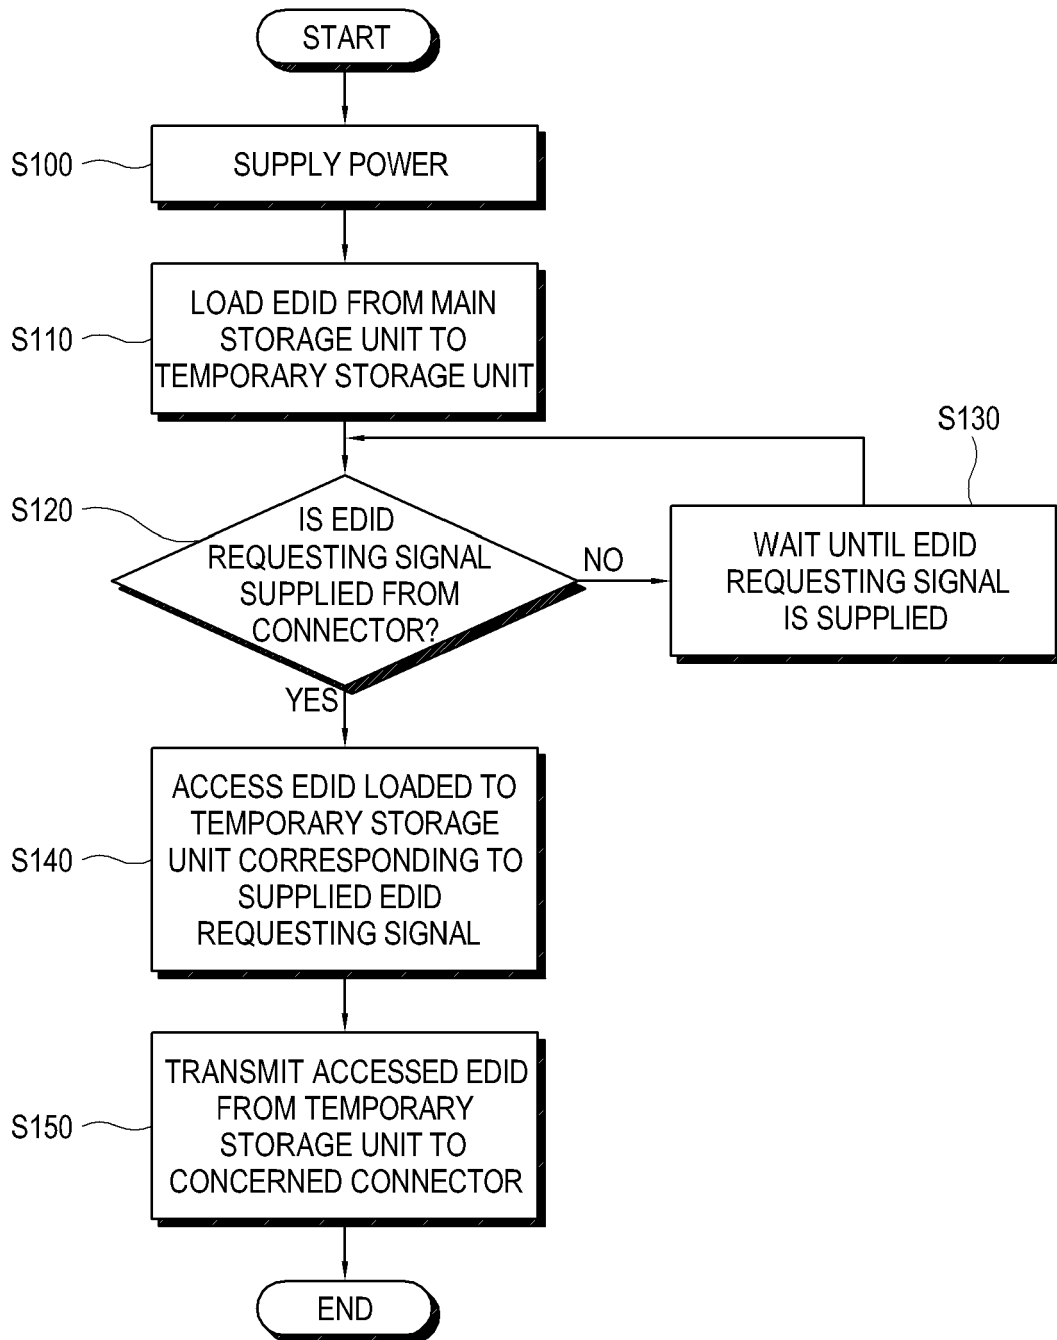 START
S100
SUPPLY POWER
S110
LOAD EDID FROM MAIN
STORAGE UNIT TO
TEMPORARY STORAGE UNIT
S130
S120
IS EDID
REQUESTING SIGNAL
SUPPLIED FROM
CONNECTOR?
NO
WAIT UNTIL EDID
REQUESTING SIGNAL
IS SUPPLIED
YES
S140
ACCESS EDID LOADED TO
TEMPORARY STORAGE
UNIT CORRESPONDING TO
SUPPLIED EDID
REQUESTING SIGNAL
S150
TRANSMIT ACCESSED EDID
FROM TEMPORARY
STORAGE UNIT TO
CONCERNED CONNECTOR
END